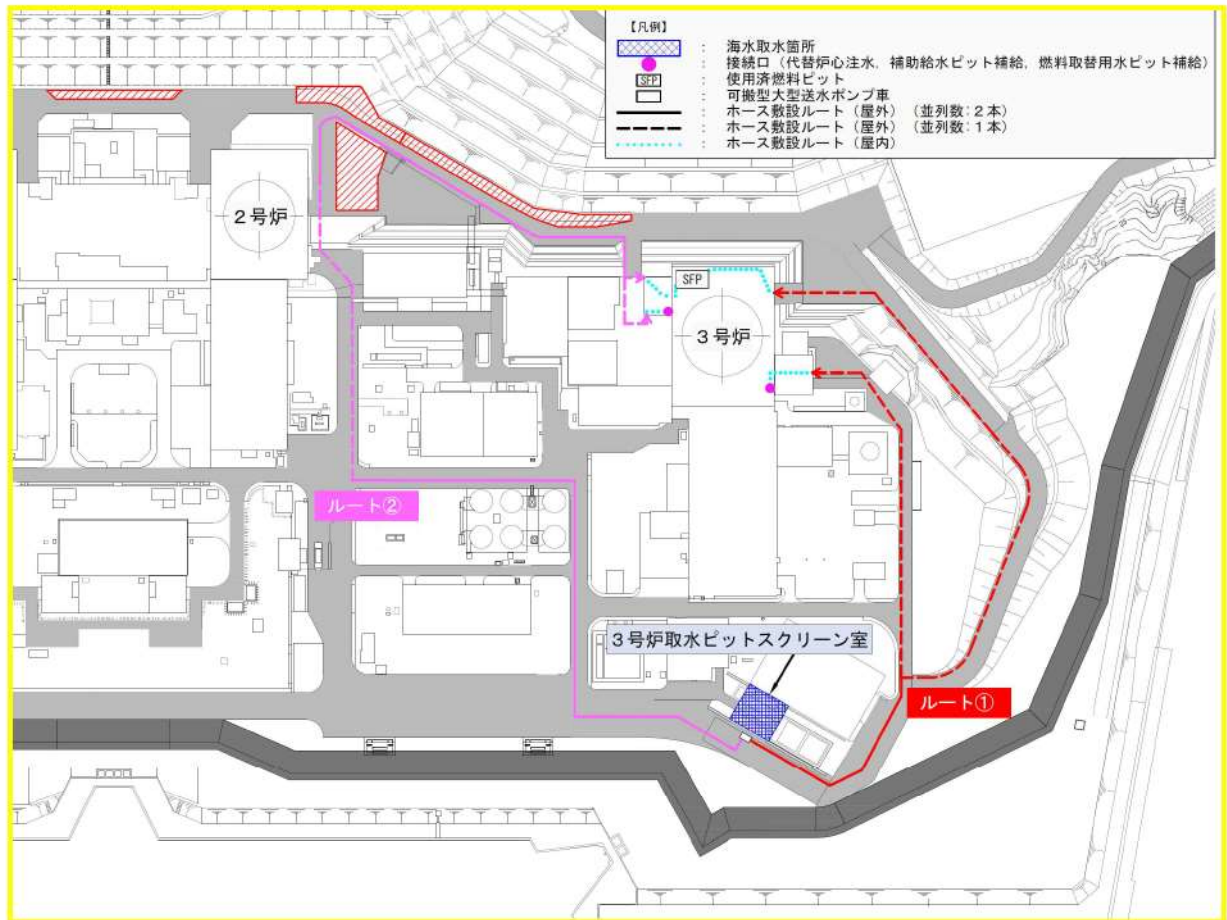 【凡例】
： 海水取水箇所
： 接続口（代替炉心注水，補助給水ピット補給，燃料取替用水ピット補給）
SFP ： 使用済燃料ピット
： 可搬型大型送水ポンプ車
： ホース敷設ルート（屋外）（並列数：2本）
： ホース敷設ルート（屋外）（並列数：1本）
： ホース敷設ルート（屋内）
2号炉
SFP
3号炉
ルート②
3号炉取水ピットスクリーン室
ルート①